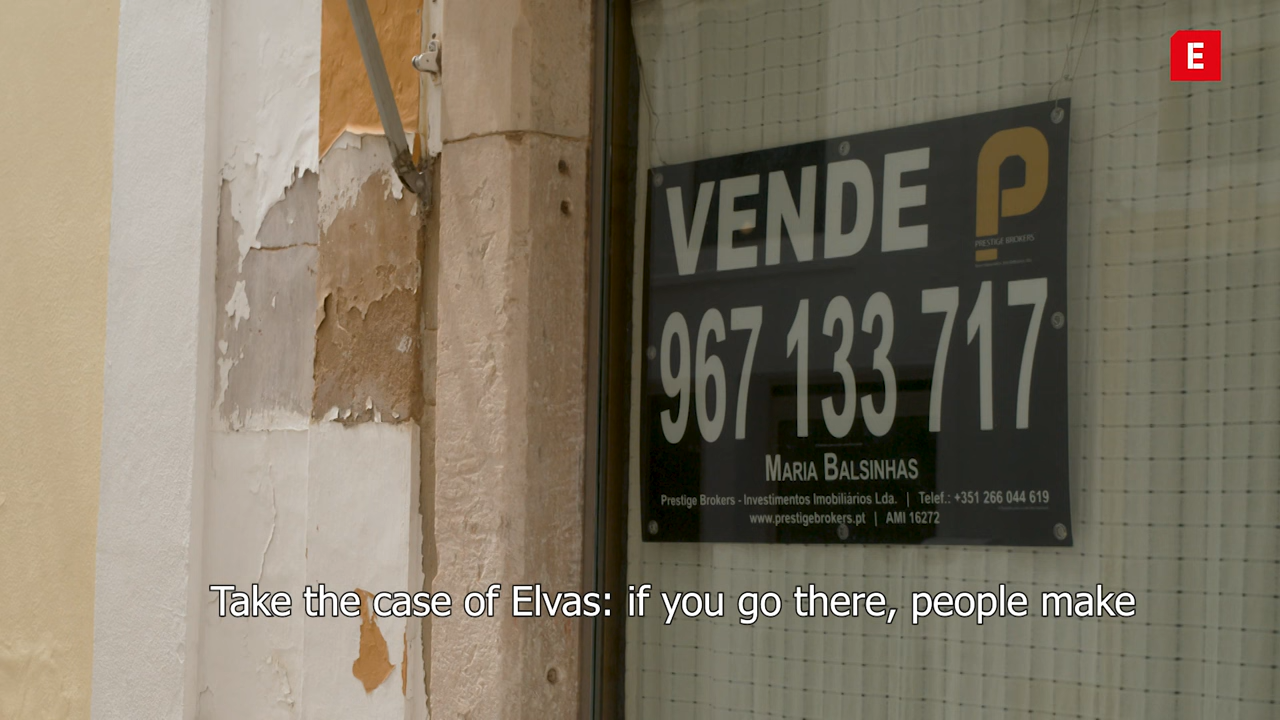 E
VENDE
PRESTIGE BROKERS
967 133 717
MARIA BALSINHAS
Prestige Brokers - Investimentos Imobiliários Lda. | Telef.: +351 266 044 619
www.prestigebrokers.pt | AMI 16272
Take the case of Elvas: if you go there, people make